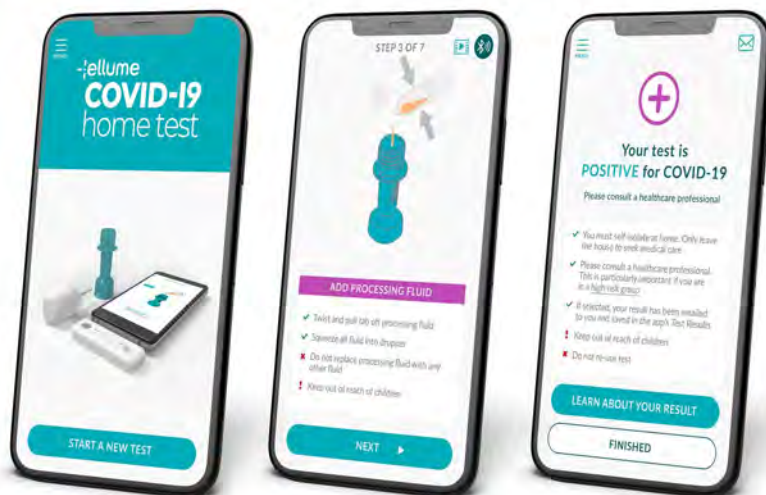 ellume
COVID-19
home test
START A NEW TEST
STEP 3 OF 7
P
ADD PROCESSING FLUID
Twist and pull tab off processing fluid
Squeeze all fluid into dropper
Do not replace processing fluid with any
other fluid
Keep out of reach of children
NEXT
Your test is
POSITIVE for COVID-19
Please consult a healthcare professional
You must self-isolate at home. Only leave
the house to seek medical care
Please consult a healthcare professional.
This is particularly important if you are
in a high risk group
If selected, your result has been emailed
to you and saved in the app's Test Results
Keep out of reach of children
Do not re-use test
LEARN ABOUT YOUR RESULT
FINISHED